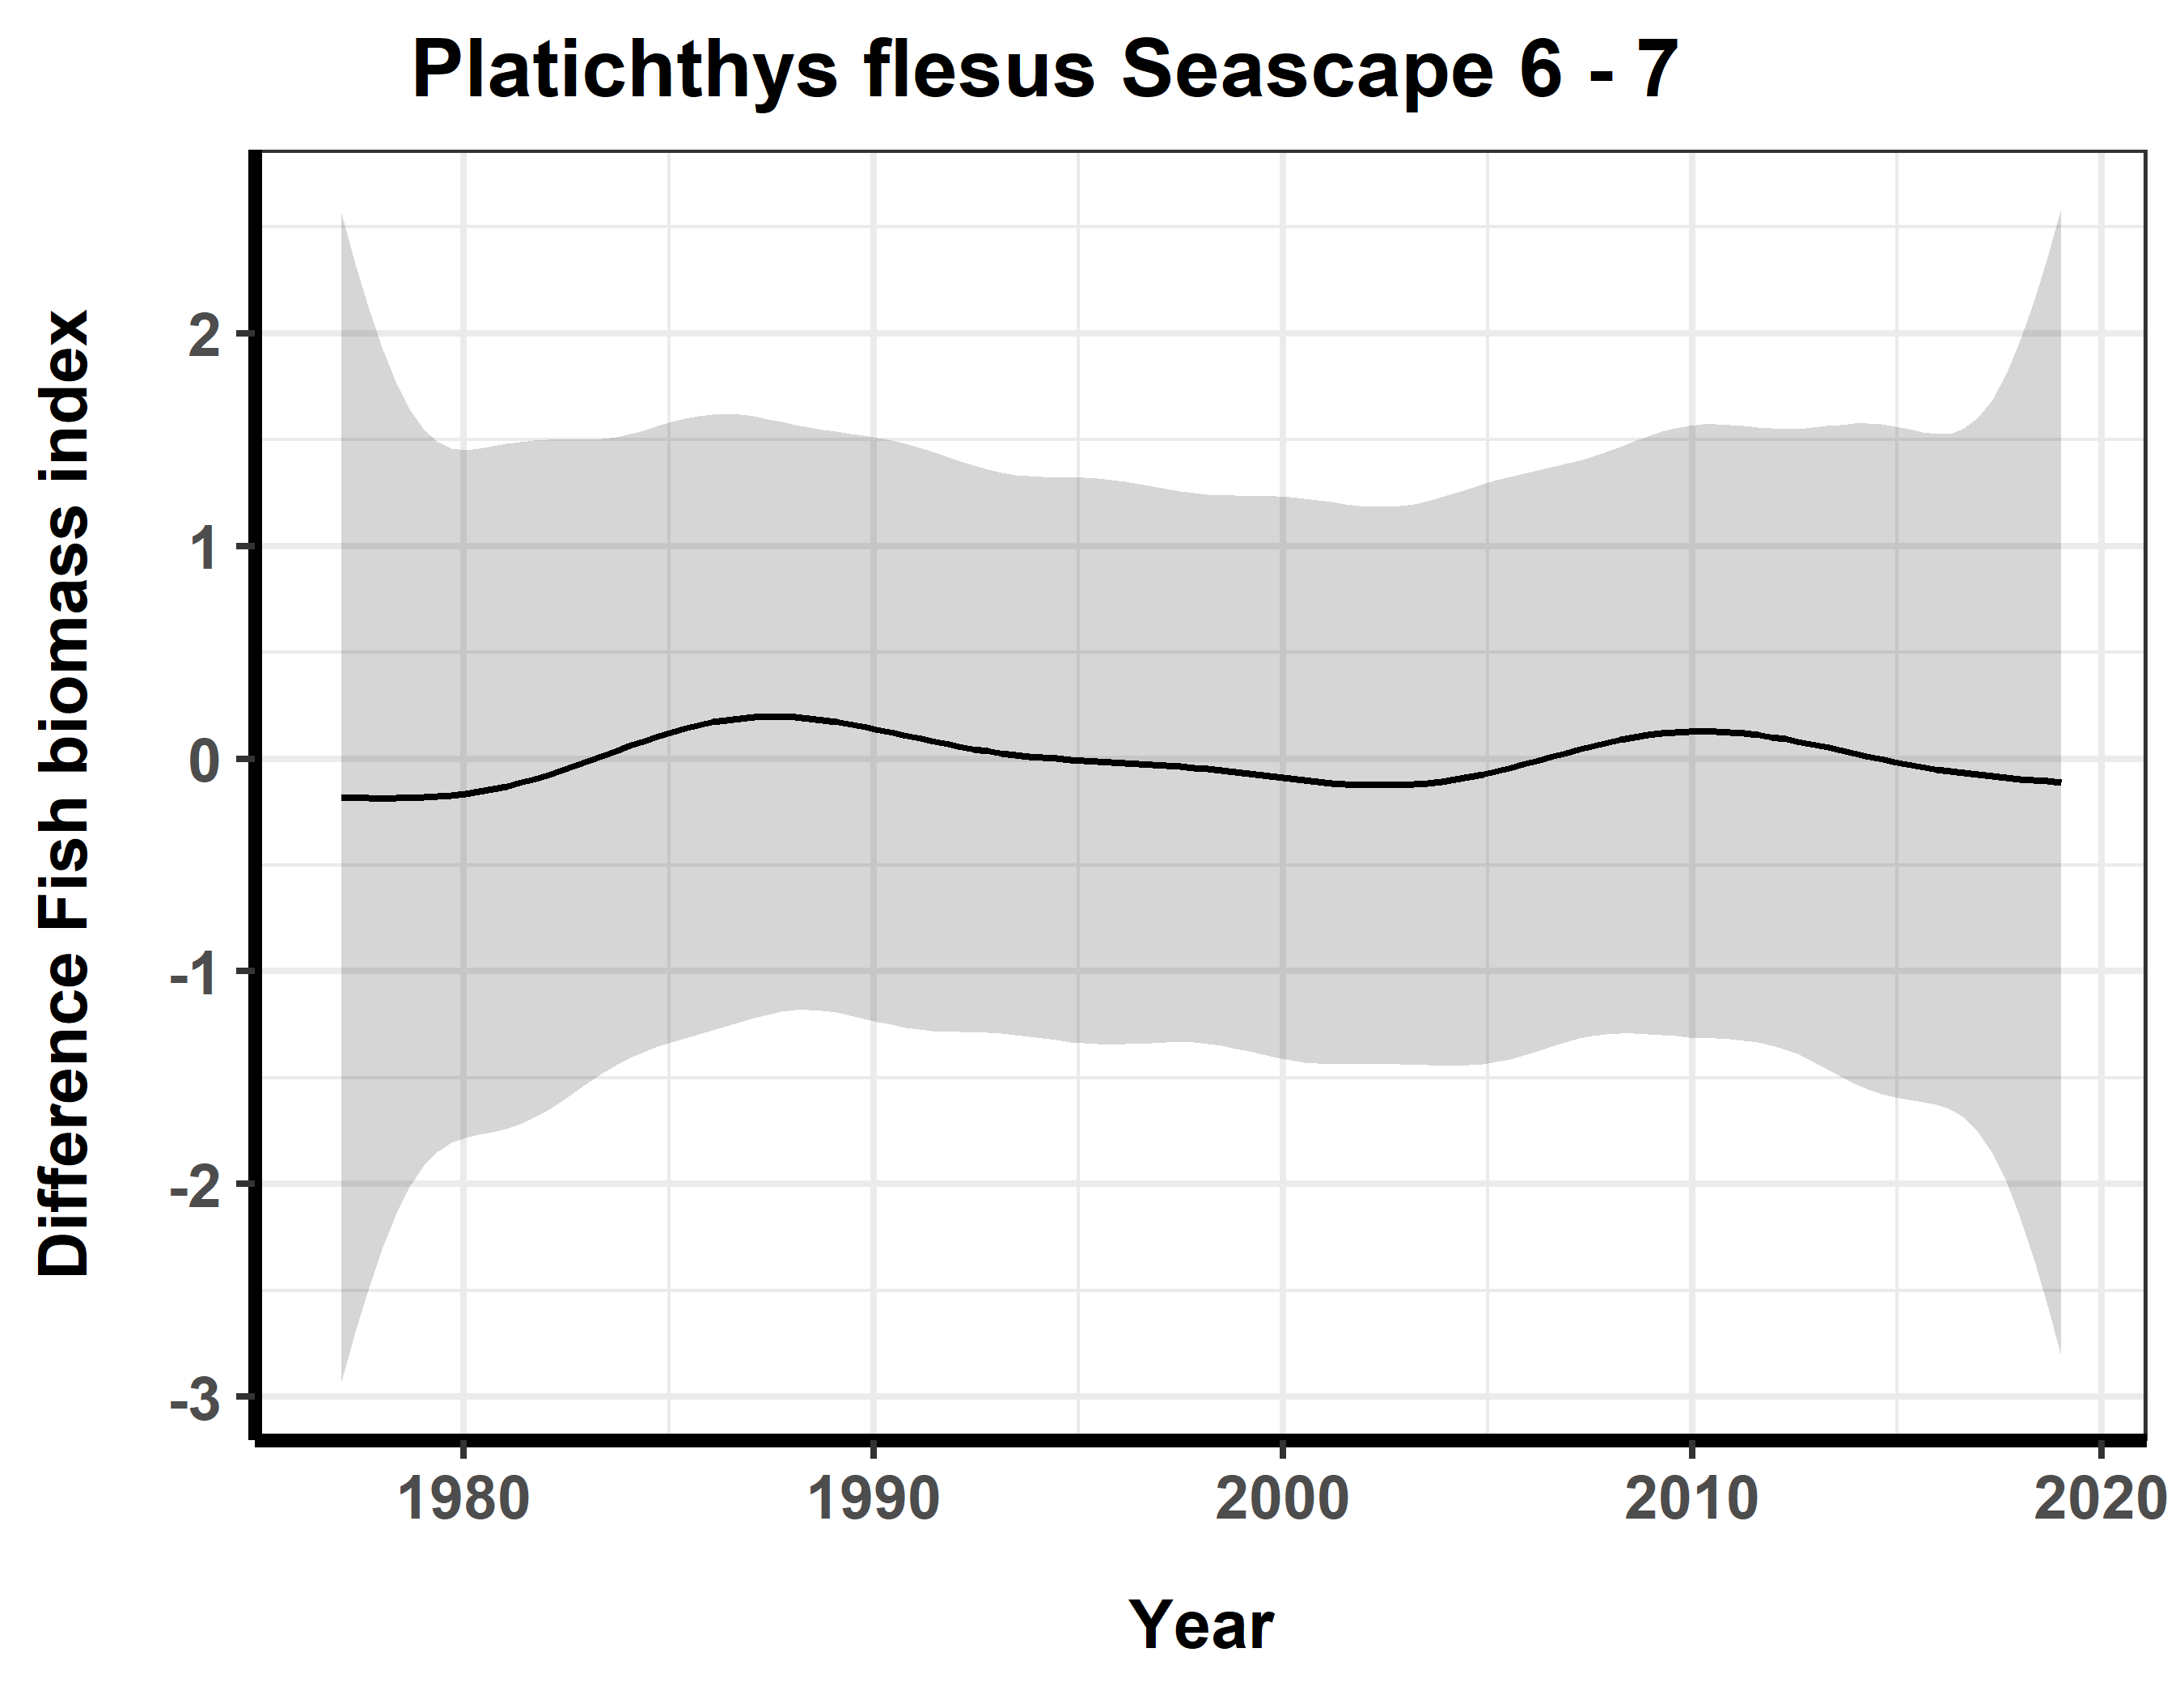 Platichthys flesus Seascape 6 - 7
Difference Fish biomass index
2
1
0
-1
-2
-3
1980 1990 2000 2010 2020
Year